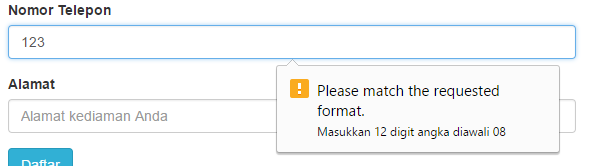 Nomor Telepon
123
Please match the requested
format.
Masukkan 12 digit angka diawali 08
Alamat
Alamat kediaman Anda
Daftar